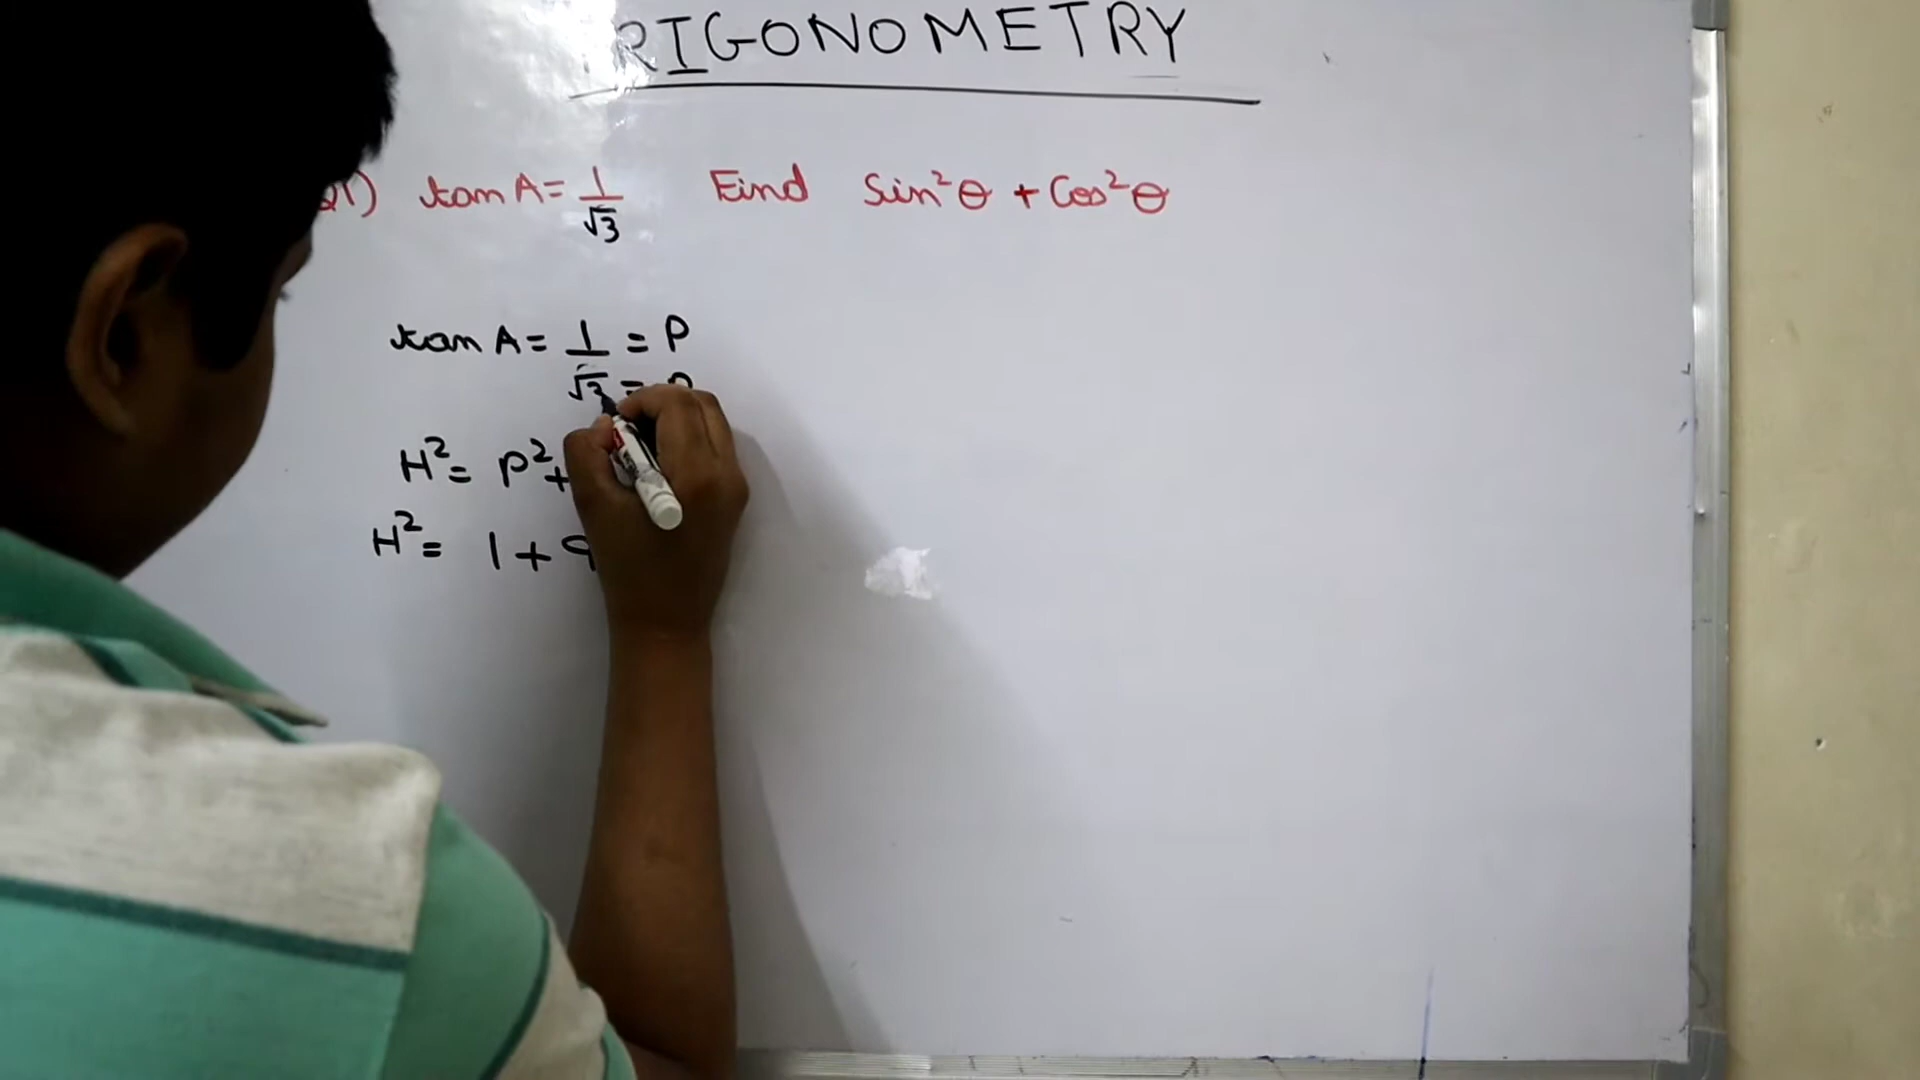 TRIGONOMETRY
Q1) tan A = 1/√3 Find Sin²θ + Cos²θ
tan A = 1 = P
√3 =
H² = P² +
H² = 1 + 9